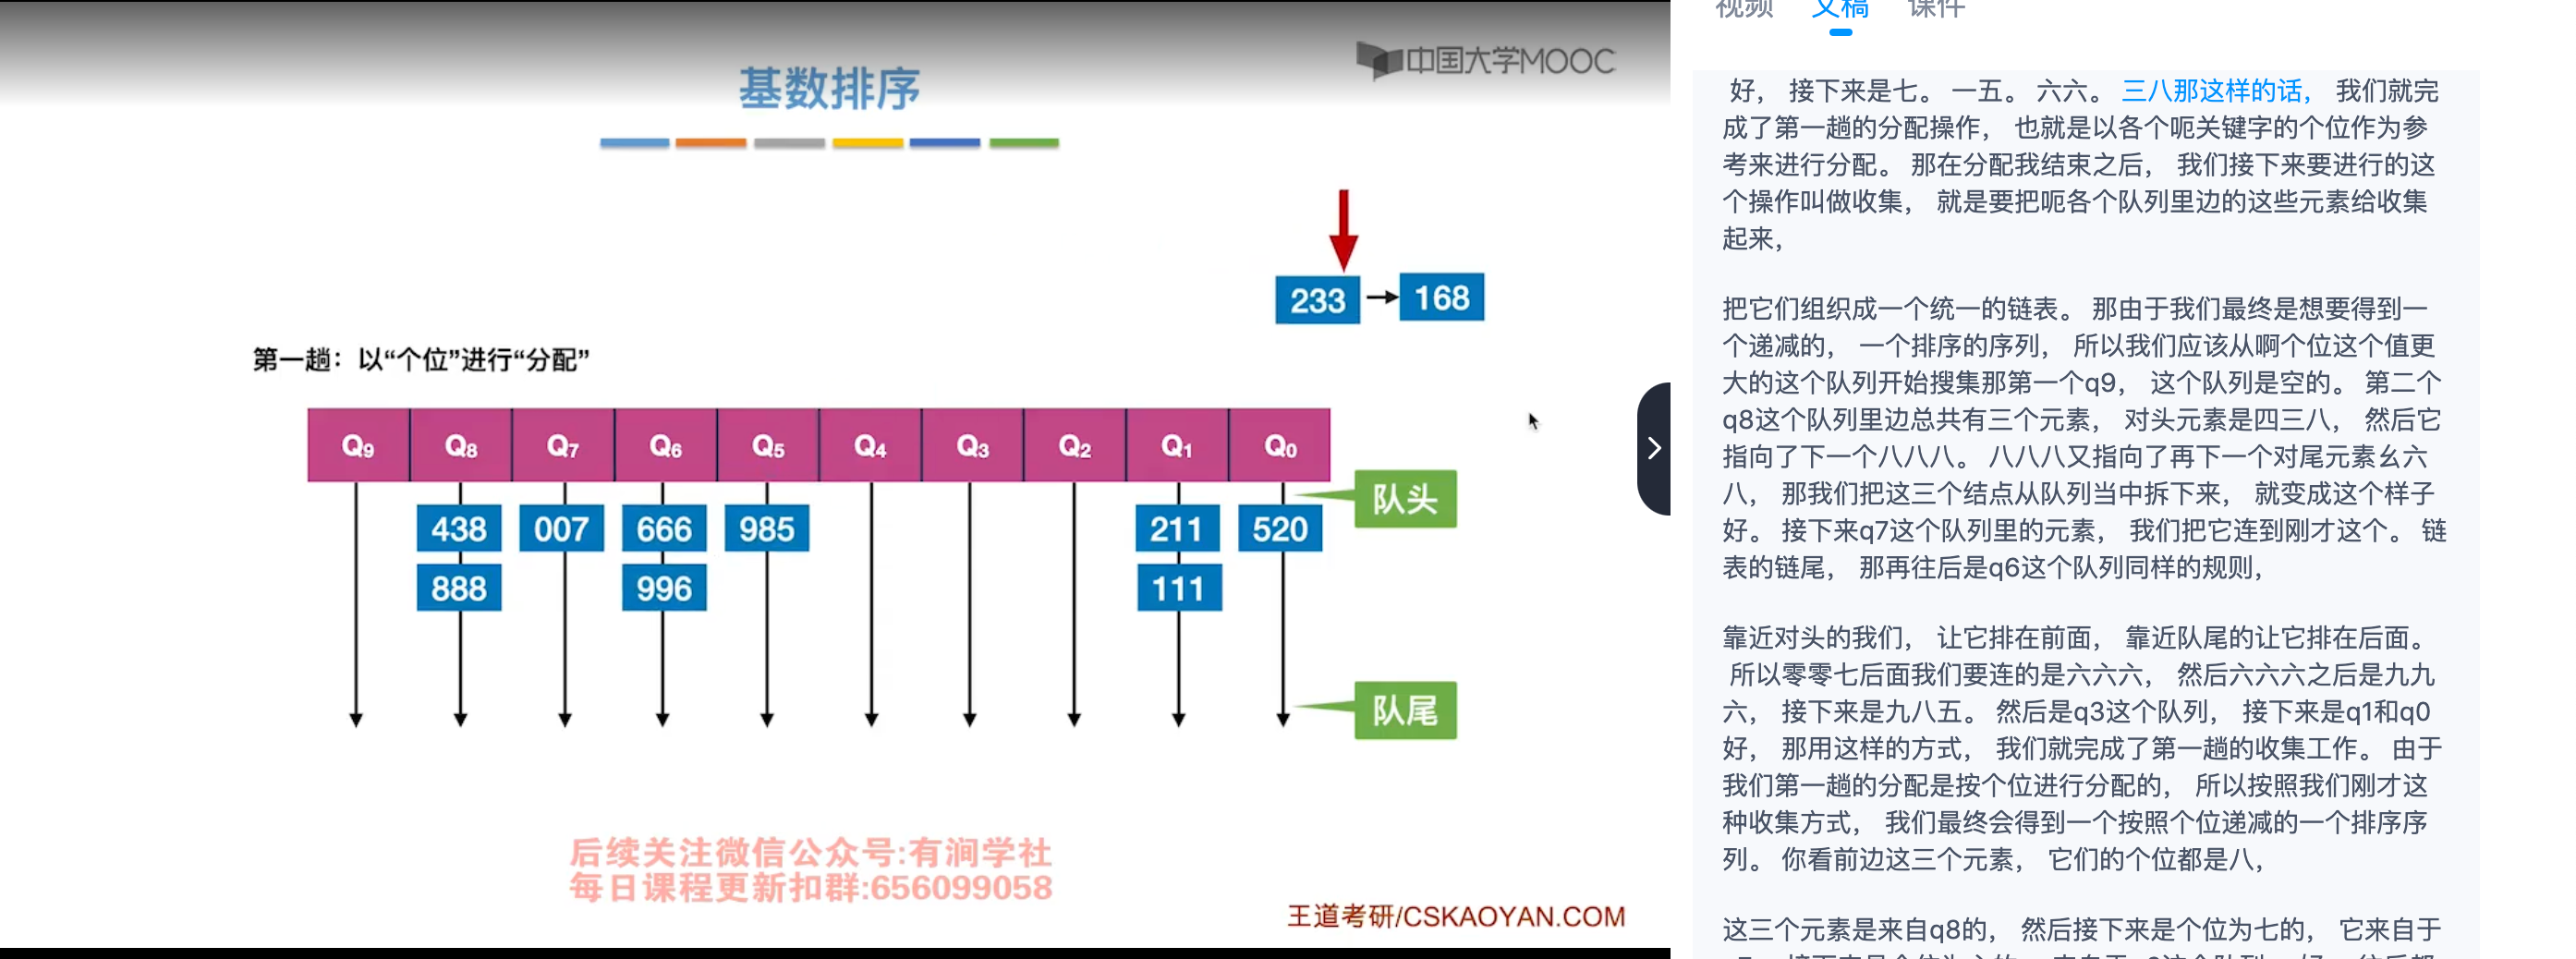 中国大学MOOC
基数排序
233
168
第一趟：以“个位”进行“分配”
Q9 Q8 Q7 Q6 Q5 Q4 Q3 Q2 Q1 Q0
队头
438 007 666 985 211 520
888 996 111
队尾
后续关注微信公众号:有涧学社
每日课程更新扣群:656099058
王道考研/CSKAOYAN.COM
视频 文稿 课件
好， 接下来是七。 一五。 六六。 三八那这样的话， 我们就完
成了第一趟的分配操作， 也就是以各个呃关键字的个位作为参
考来进行分配。 那在分配我结束之后， 我们接下来要进行的这
个操作叫做收集， 就是要把呃各个队列里边的这些元素给收集
起来，
把它们组织成一个统一的链表。 那由于我们最终是想要得到一
个递减的， 一个排序的序列， 所以我们应该从啊个位这个值更
大的这个队列开始搜集那第一个q9， 这个队列是空的。 第二个
q8这个队列里边总共有三个元素， 对头元素是四三八， 然后它
指向了下一个八八八。 八八八又指向了再下一个对尾元素幺六
八， 那我们把这三个结点从队列当中拆下来， 就变成这个样子
好。 接下来q7这个队列里的元素， 我们把它连到刚才这个。 链
表的链尾， 那再往后是q6这个队列同样的规则，
靠近对头的我们， 让它排在前面， 靠近队尾的让它排在后面。
所以零零七后面我们要连的是六六六， 然后六六六之后是九九
六， 接下来是九八五。 然后是q3这个队列， 接下来是q1和q0
好， 那用这样的方式， 我们就完成了第一趟的收集工作。 由于
我们第一趟的分配是按个位进行分配的， 所以按照我们刚才这
种收集方式， 我们最终会得到一个按照个位递减的一个排序序
列。 你看前边这三个元素， 它们的个位都是八，
这三个元素是来自q8的， 然后接下来是个位为七的， 它来自于